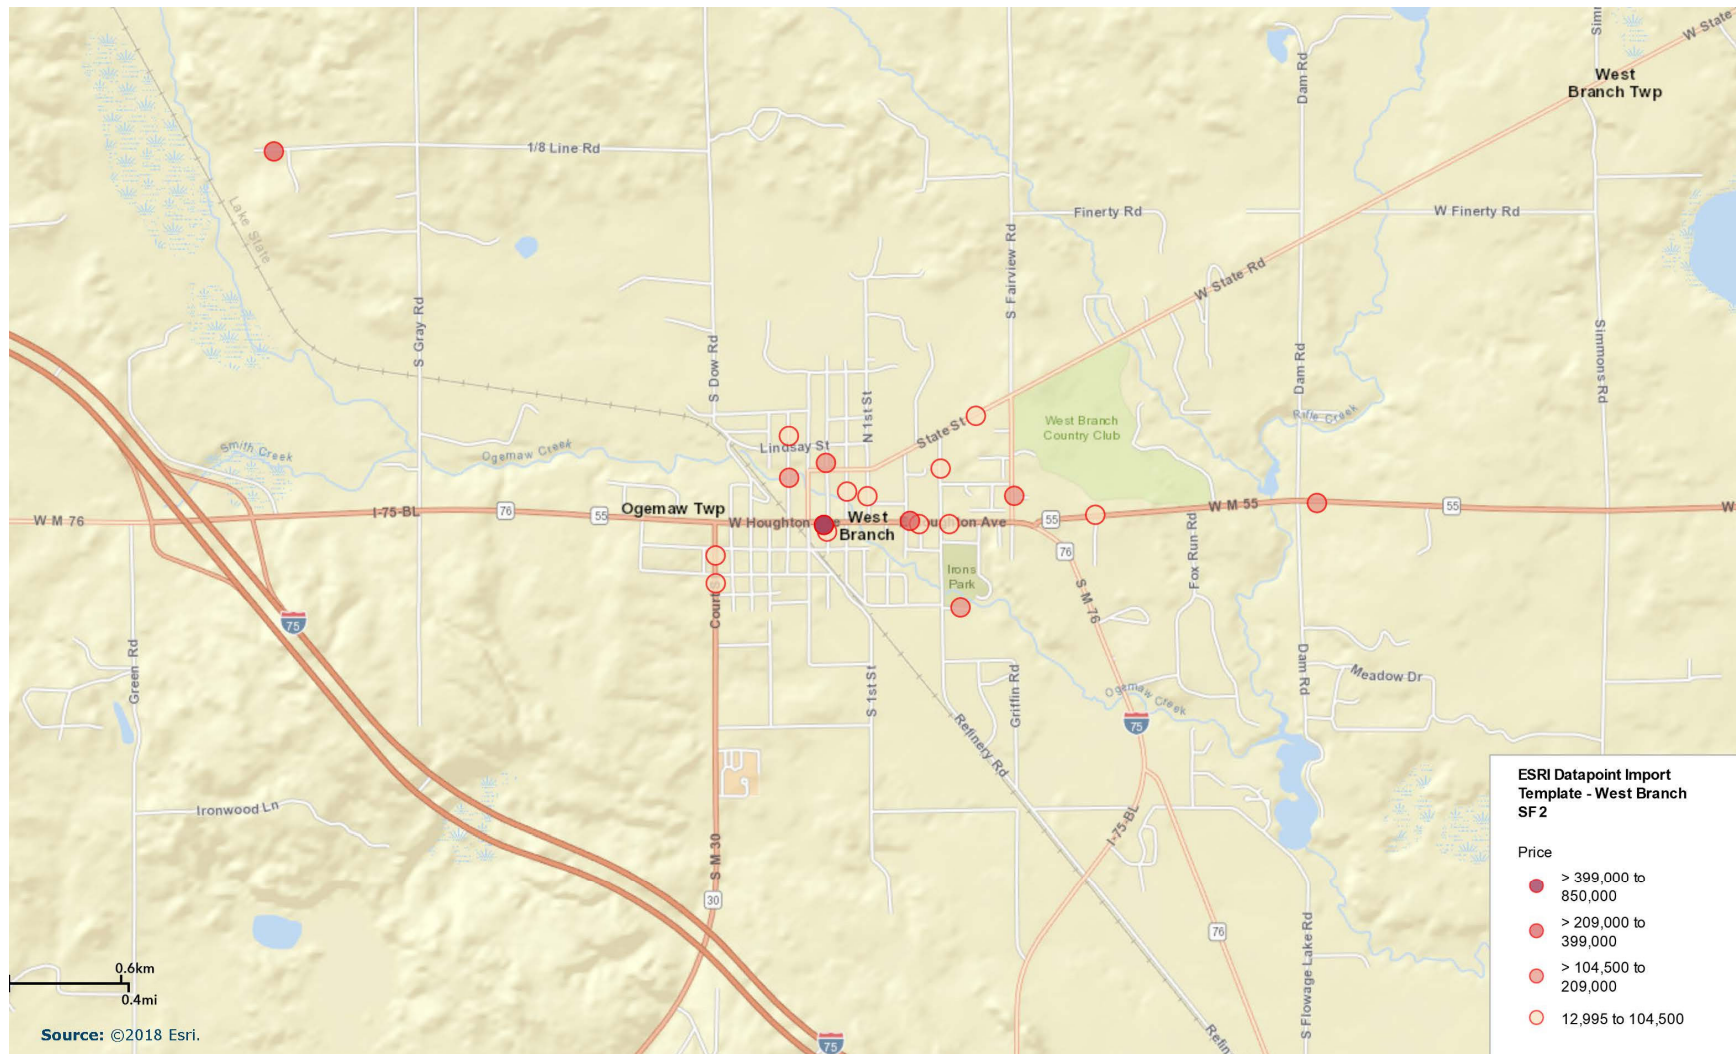 W State
Simm
West
Branch Twp
Dam Rd
1/8 Line Rd
Lake State
Finerty Rd
W Finerty Rd
S Fairview Rd
W State Rd
S Gray Rd
S Dow Rd
Dam Rd
Simmons Rd
N 1st St
State St
West Branch
Country Club
Rifle Creek
Lindsay St
Smith Creek
Ogemaw Creek
W M 76
I-75-BL
76
55
Ogemaw Twp
W Houghton
West
Branch
Houghton Ave
55
W M 55
55
W
76
Irons
Park
Fox Run Rd
S M 76
Court
75
Green Rd
Dam Rd
Meadow Dr
S 1st St
Griffin Rd
Ogemaw Creek
75
Refinery Rd
Ironwood Ln
I-75-BL
S M 30
30
76
S Flowage Lake Rd
Refin
75
0.6km
0.4mi
Source: ©2018 Esri.
ESRI Datapoint Import
Template - West Branch
SF 2
Price
> 399,000 to
850,000
> 209,000 to
399,000
> 104,500 to
209,000
12,995 to 104,500